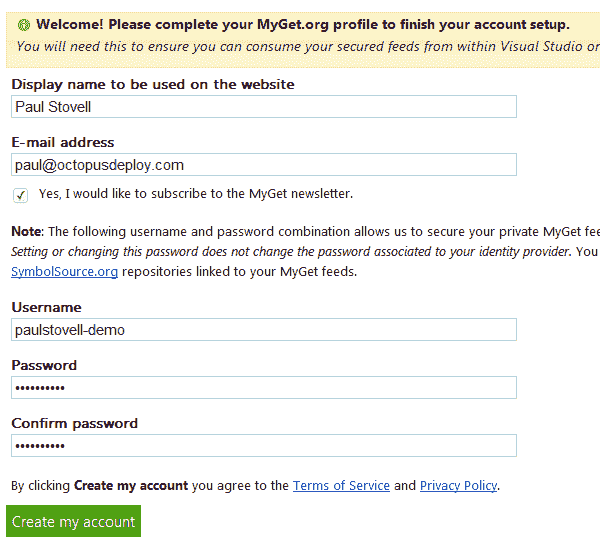 Welcome! Please complete your MyGet.org profile to finish your account setup.
You will need this to ensure you can consume your secured feeds from within Visual Studio or
Display name to be used on the website
Paul Stovell
E-mail address
paul@octopusdeploy.com
Yes, I would like to subscribe to the MyGet newsletter.
Note: The following username and password combination allows us to secure your private MyGet fee
Setting or changing this password does not change the password associated to your identity provider. You
SymbolSource.org repositories linked to your MyGet feeds.
Username
paulstovell-demo
Password
••••••••••
Confirm password
••••••••••
By clicking Create my account you agree to the Terms of Service and Privacy Policy.
Create my account